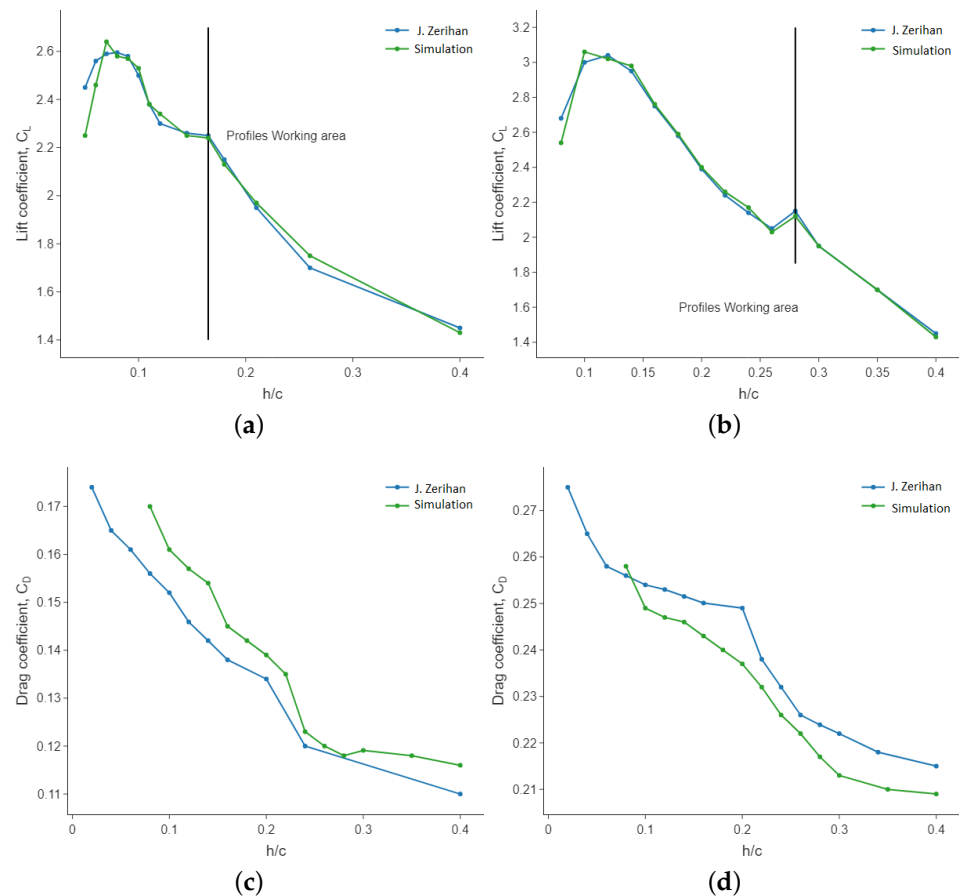 J. Zerihan
Simulation
Profiles Working area
Lift coefficient, C_L
2.6
2.4
2.2
2
1.8
1.6
1.4
0.1
0.2
0.3
0.4
h/c
(a)
J. Zerihan
Simulation
Profiles Working area
Lift coefficient, C_L
3.2
3
2.8
2.6
2.4
2.2
2
1.8
1.6
1.4
0.1
0.15
0.2
0.25
0.3
0.35
0.4
h/c
(b)
J. Zerihan
Simulation
Drag coefficient, C_D
0.17
0.16
0.15
0.14
0.13
0.12
0.11
0
0.1
0.2
0.3
0.4
h/c
(c)
J. Zerihan
Simulation
Drag coefficient, C_D
0.27
0.26
0.25
0.24
0.23
0.22
0.21
0
0.1
0.2
0.3
0.4
h/c
(d)